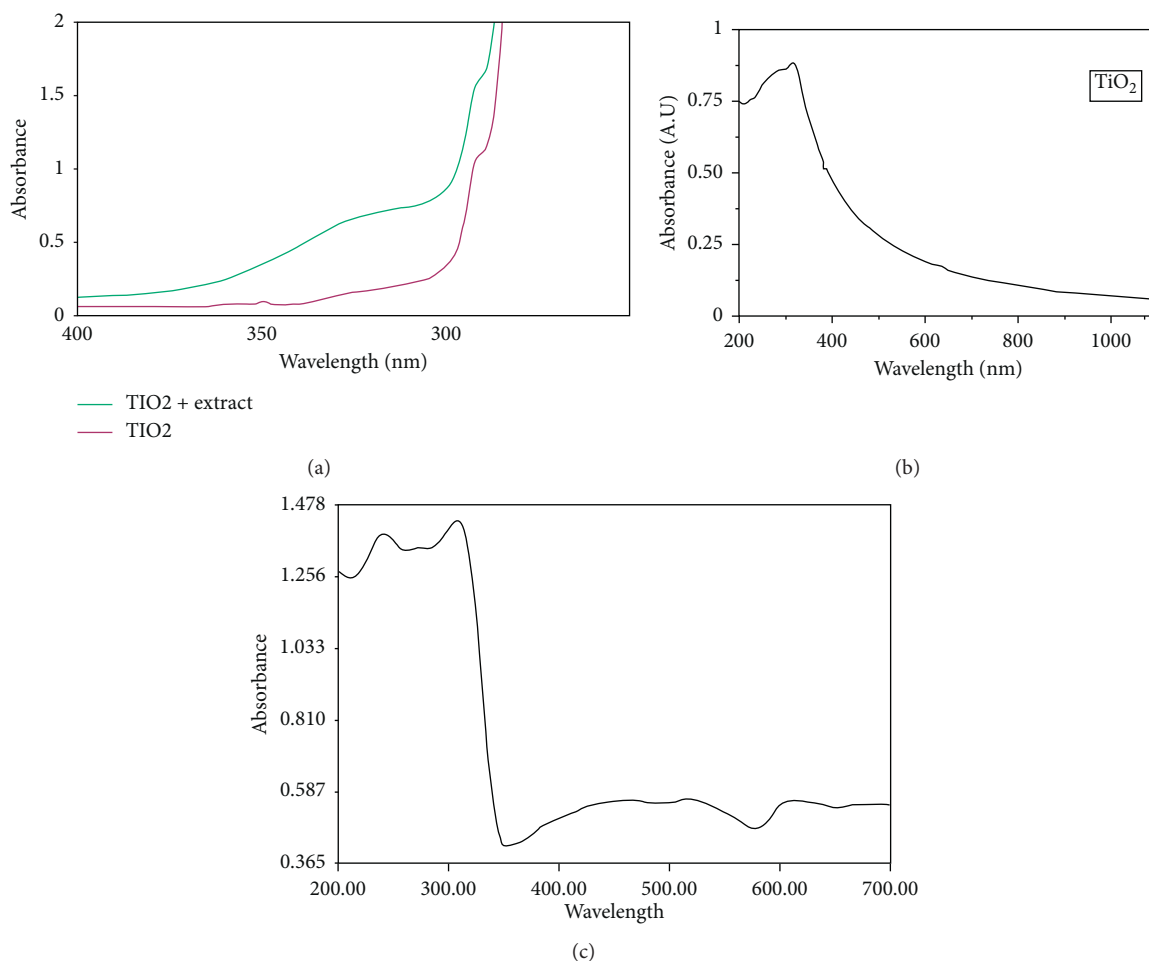 2
1.5
1
0.5
0
Absorbance
400
350
300
Wavelength (nm)
TIO2 + extract
TIO2
(a)
1
0.75
0.50
0.25
0
Absorbance (A.U)
TiO2
200
400
600
800
1000
Wavelength (nm)
(b)
1.478
1.256
1.033
0.810
0.587
0.365
Absorbance
200.00
300.00
400.00
500.00
600.00
700.00
Wavelength
(c)